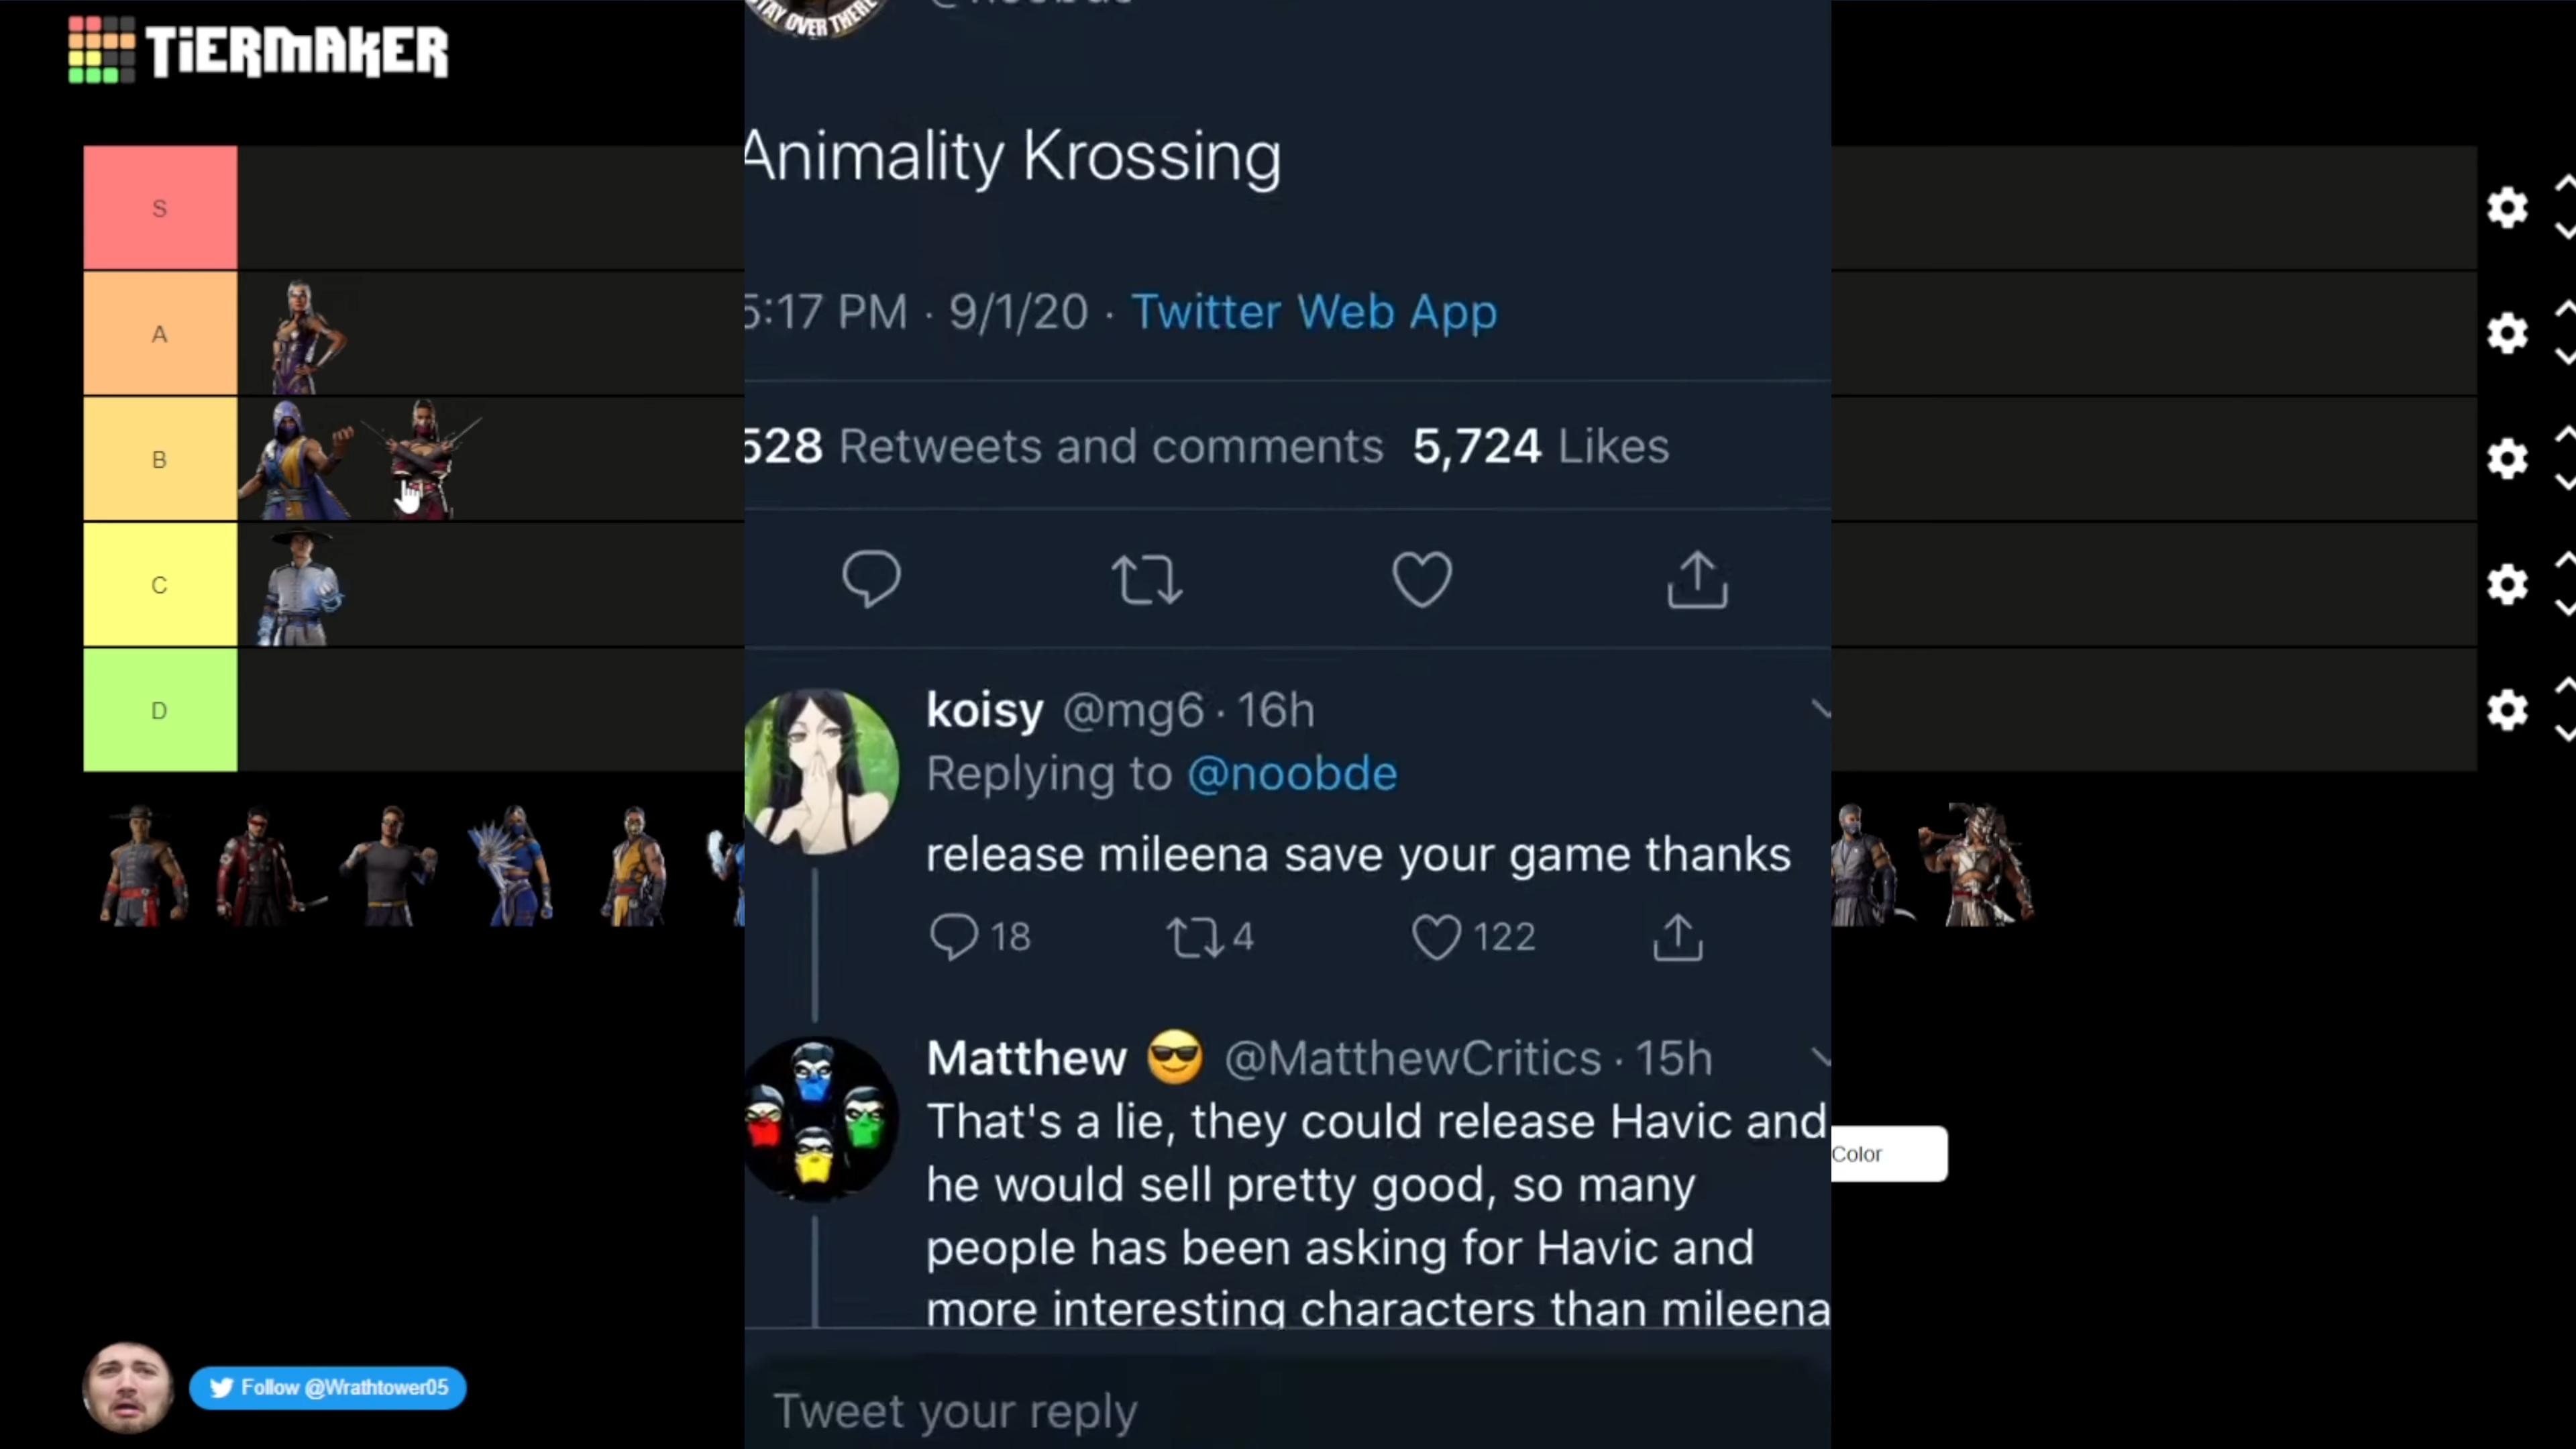 TiERMAKER
S
A
B
C
D
Follow @Wrathtower05
TAY OVER THERE
Animality Krossing
5:17 PM · 9/1/20 · Twitter Web App
528 Retweets and comments 5,724 Likes
koisy @mg6 · 16h
Replying to @noobde
release mileena save your game thanks
18 4 122
Matthew 😎 @MatthewCritics · 15h
That's a lie, they could release Havic and
he would sell pretty good, so many
people has been asking for Havic and
more interesting characters than mileena
Tweet your reply
Color